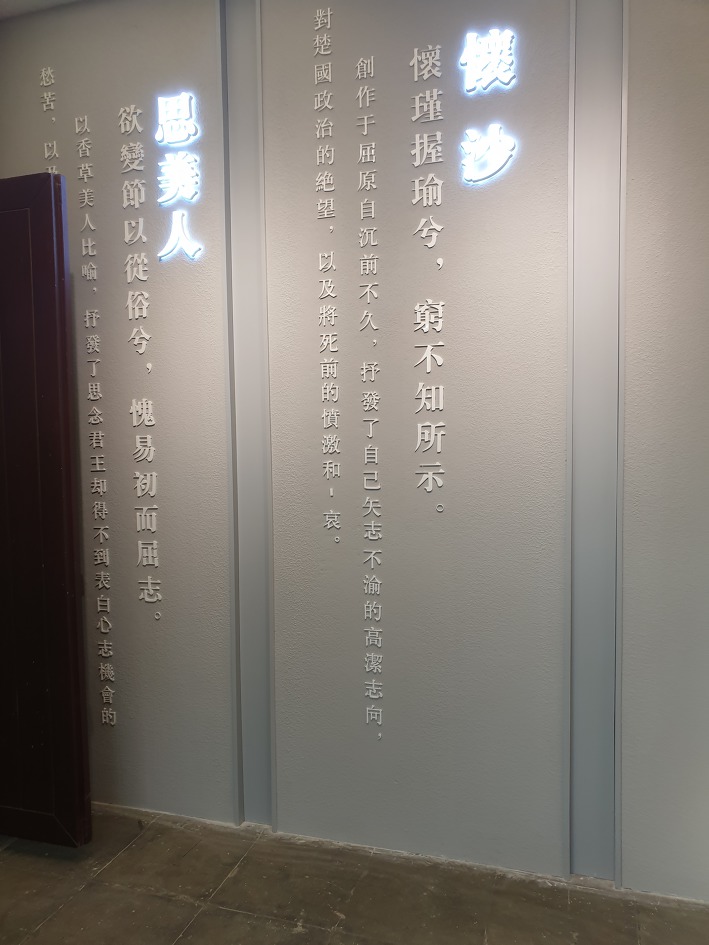 懷沙
懷瑾握瑜兮，窮不知所示。
創作于屈原自沉前不久，抒發了自己矢志不渝的高潔志向，
對楚國政治的絶望，以及將死前的憤激和-哀。
思美人
欲變節以從俗兮，愧易初而屈志。
以香草美人比喻，抒發了思念君王却得不到表白心志機會的
愁苦、以及